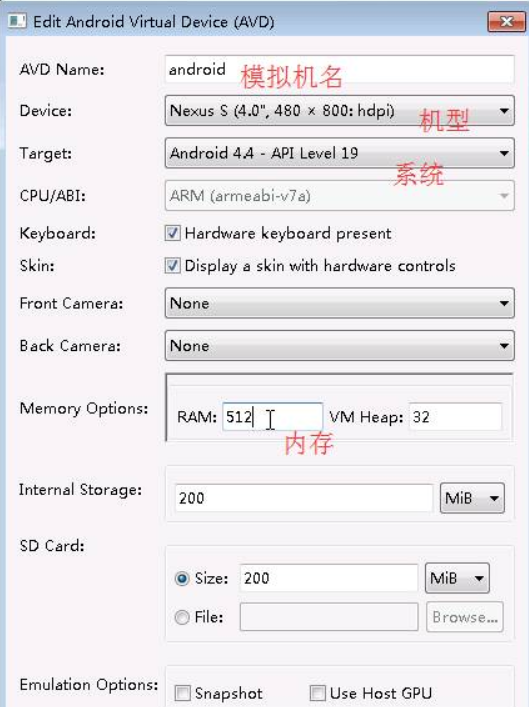 Edit Android Virtual Device (AVD)
AVD Name: android 模拟机名
Device: Nexus S (4.0", 480 × 800: hdpi) 机型
Target: Android 4.4 - API Level 19
系统
CPU/ABI: ARM (armeabi-v7a)
Keyboard: Hardware keyboard present
Skin: Display a skin with hardware controls
Front Camera: None
Back Camera: None
Memory Options: RAM: 512 VM Heap: 32
内存
Internal Storage: 200 MiB
SD Card:
Size: 200 MiB
File: Browse...
Emulation Options: Snapshot Use Host GPU